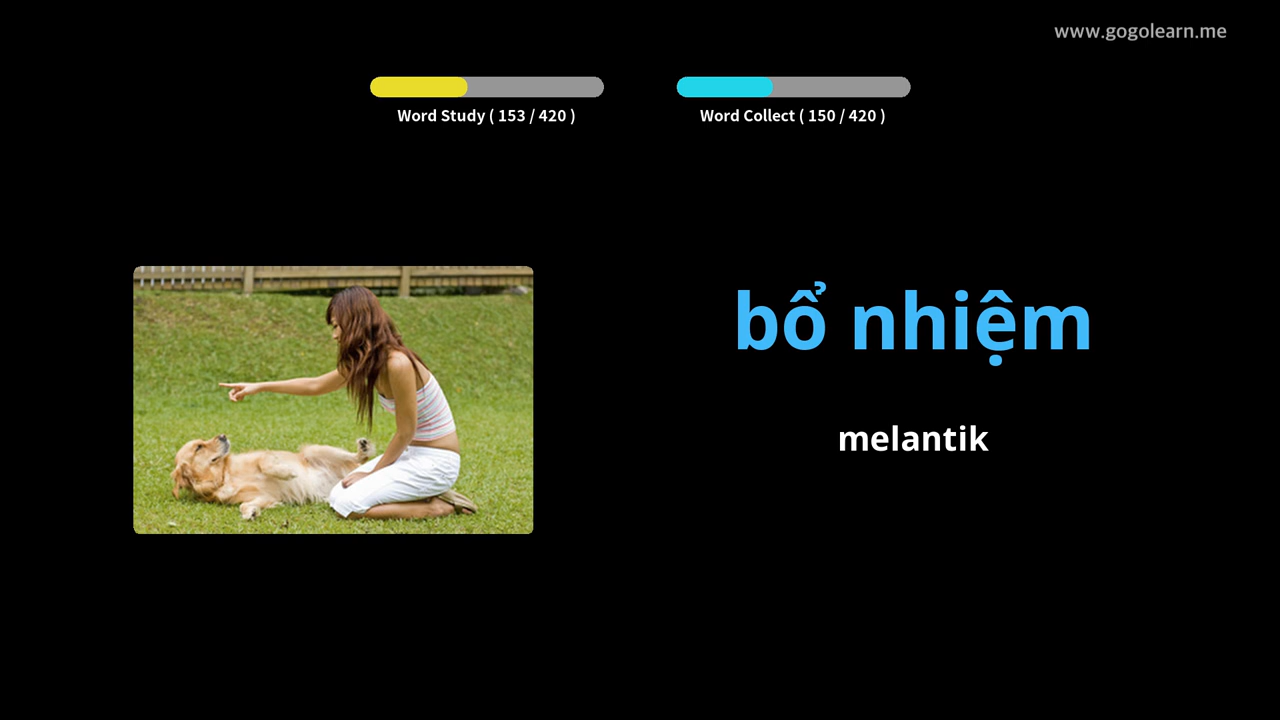 www.gogolearn.me
Word Study ( 153 / 420 )
Word Collect ( 150 / 420 )
bổ nhiệm
melantik